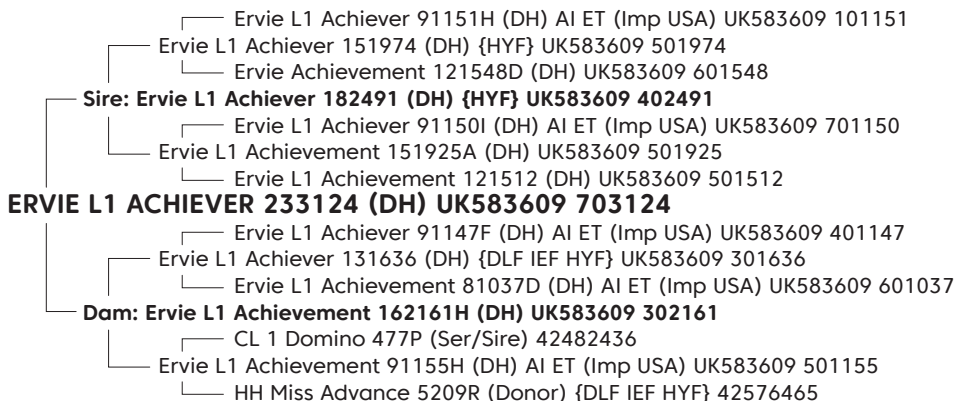 Ervie L1 Achiever 91151H (DH) AI ET (Imp USA) UK583609 101151
Ervie L1 Achiever 151974 (DH) {HYF} UK583609 501974
Ervie Achievement 121548D (DH) UK583609 601548
Sire: Ervie L1 Achiever 182491 (DH) {HYF} UK583609 402491
Ervie L1 Achiever 91150I (DH) AI ET (Imp USA) UK583609 701150
Ervie L1 Achievement 151925A (DH) UK583609 501925
Ervie L1 Achievement 121512 (DH) UK583609 501512
ERVIE L1 ACHIEVER 233124 (DH) UK583609 703124
Ervie L1 Achiever 91147F (DH) AI ET (Imp USA) UK583609 401147
Ervie L1 Achiever 131636 (DH) {DLF IEF HYF} UK583609 301636
Ervie L1 Achievement 81037D (DH) AI ET (Imp USA) UK583609 601037
Dam: Ervie L1 Achievement 162161H (DH) UK583609 302161
CL 1 Domino 477P (Ser/Sire) 42482436
Ervie L1 Achievement 91155H (DH) AI ET (Imp USA) UK583609 501155
HH Miss Advance 5209R (Donor) {DLF IEF HYF} 42576465